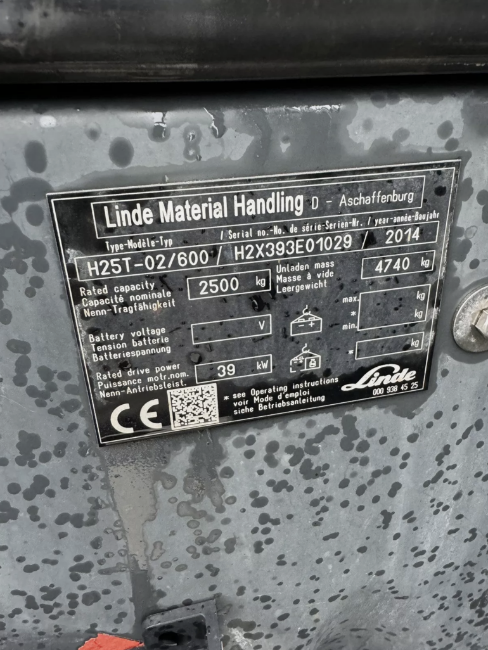 Linde Material Handling D - Aschaffenburg
Type-Modèle-Typ / Serial no.-No. de série-Serien-Nr. / year-année-Baujahr
H25T-02/600 / H2X393E01029 / 2014
Rated capacity
Capacité nominale
Nenn-Tragfähigkeit
2500 kg
Unladen mass
Masse à vide
Leergewicht
4740 kg
Battery voltage
Tension batterie
Batteriespannung
V
- +
max. kg
*
min. kg
* kg
Rated drive power
Puissance motr.nom.
Nenn-Antriebsleist.
39 kW
CE
* see Operating instructions
voir Mode d'emploi
siehe Betriebsanleitung
Linde
000 938 45 25